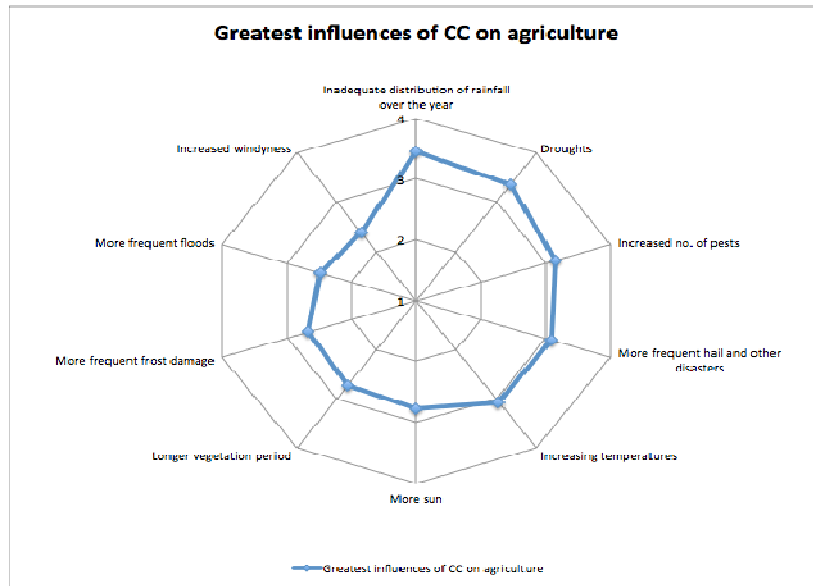 Greatest influences of CC on agriculture
Inadequate distribution of rainfall
over the year
4
Increased windyness
Droughts
3
More frequent floods
Increased no. of pests
2
1
More frequent frost damage
More frequent hail and other
disasters
Longer vegetation period
Increasing temperatures
More sun
Greatest influences of CC on agriculture